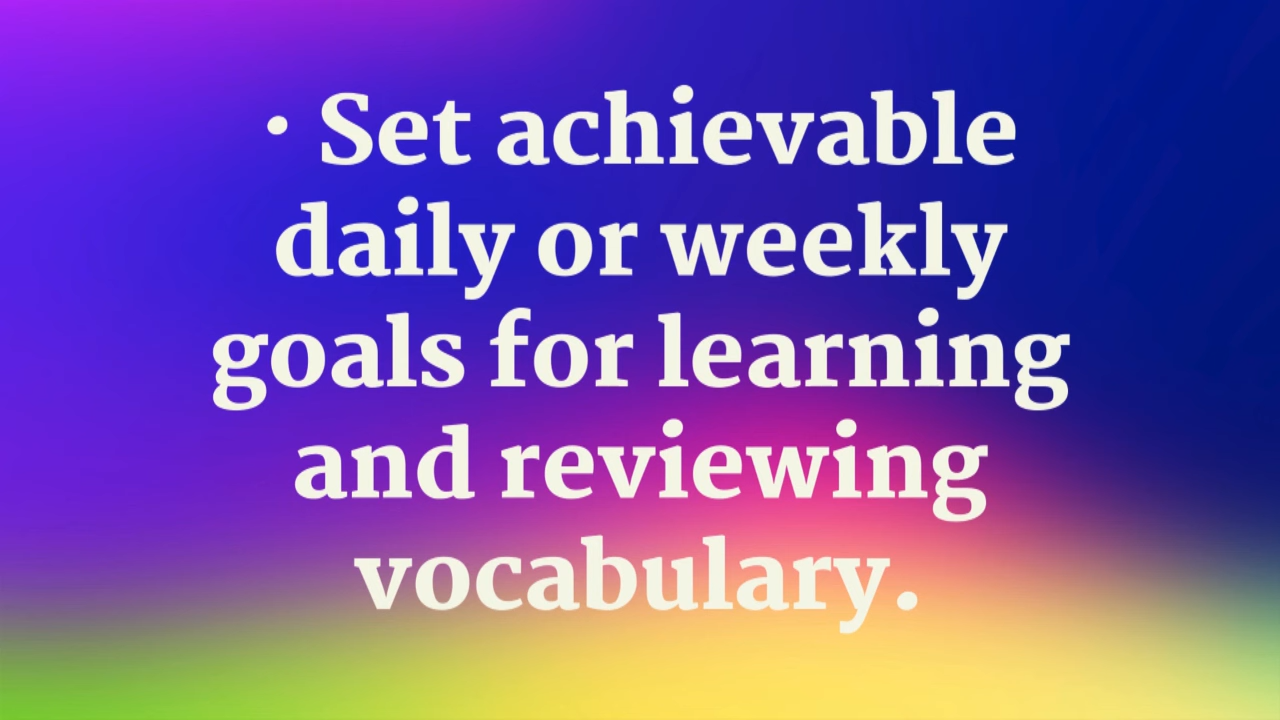 · Set achievable
daily or weekly
goals for learning
and reviewing
vocabulary.